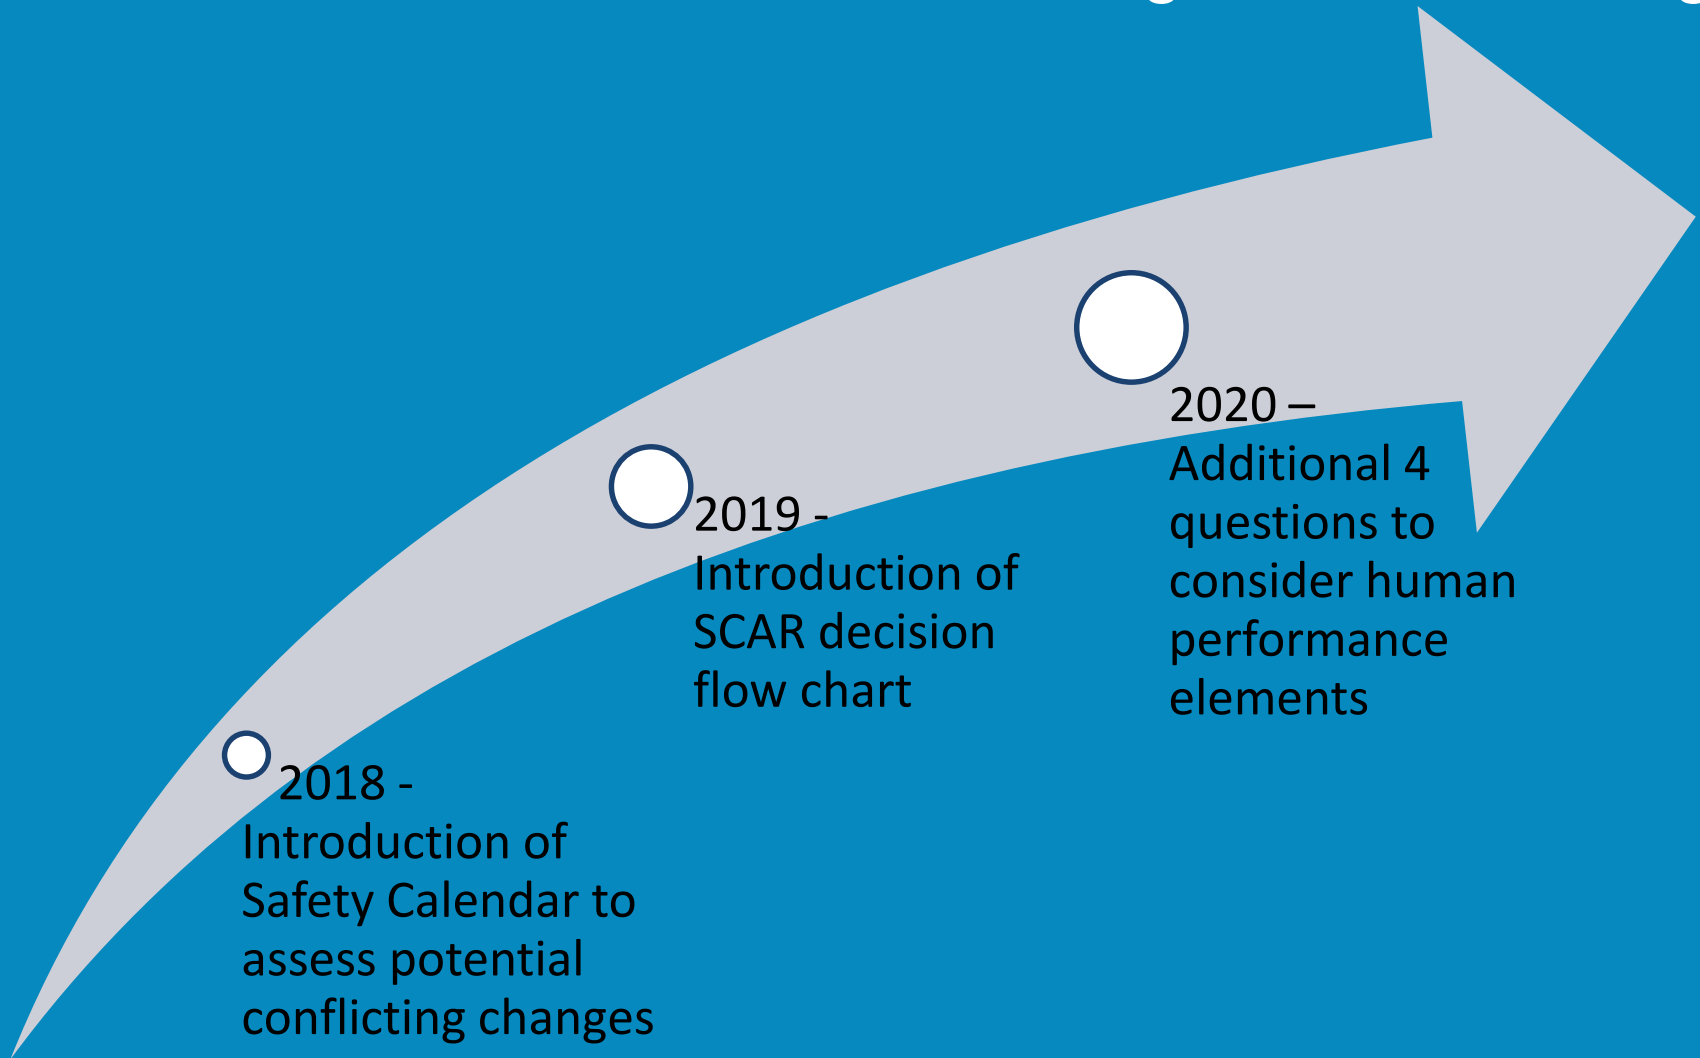 2018 -
Introduction of
Safety Calendar to
assess potential
conflicting changes
2019 -
Introduction of
SCAR decision
flow chart
2020 –
Additional 4
questions to
consider human
performance
elements